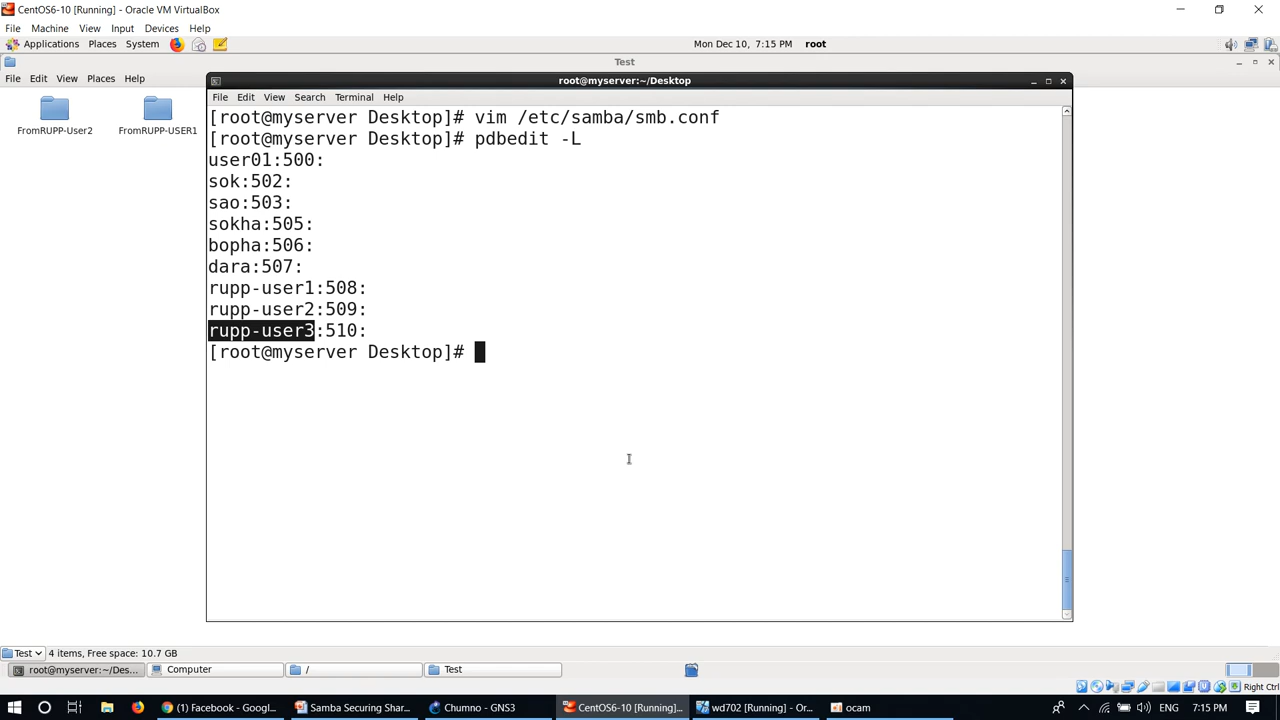 CentOS6-10 [Running] - Oracle VM VirtualBox
File Machine View Input Devices Help
Applications Places System Mon Dec 10, 7:15 PM root
Test
File Edit View Places Help
FromRUPP-User2 FromRUPP-USER1
root@myserver:~/Desktop
File Edit View Search Terminal Help
[root@myserver Desktop]# vim /etc/samba/smb.conf
[root@myserver Desktop]# pdbedit -L
user01:500:
sok:502:
sao:503:
sokha:505:
bopha:506:
dara:507:
rupp-user1:508:
rupp-user2:509:
rupp-user3:510:
[root@myserver Desktop]#
Test 4 items, Free space: 10.7 GB
root@myserver:~/Des... Computer / Test
Right Ctrl
(1) Facebook - Googl... Samba Securing Shar... Chumno - GNS3 CentOS6-10 [Running]... wd702 [Running] - Or... ocam ENG 7:15 PM